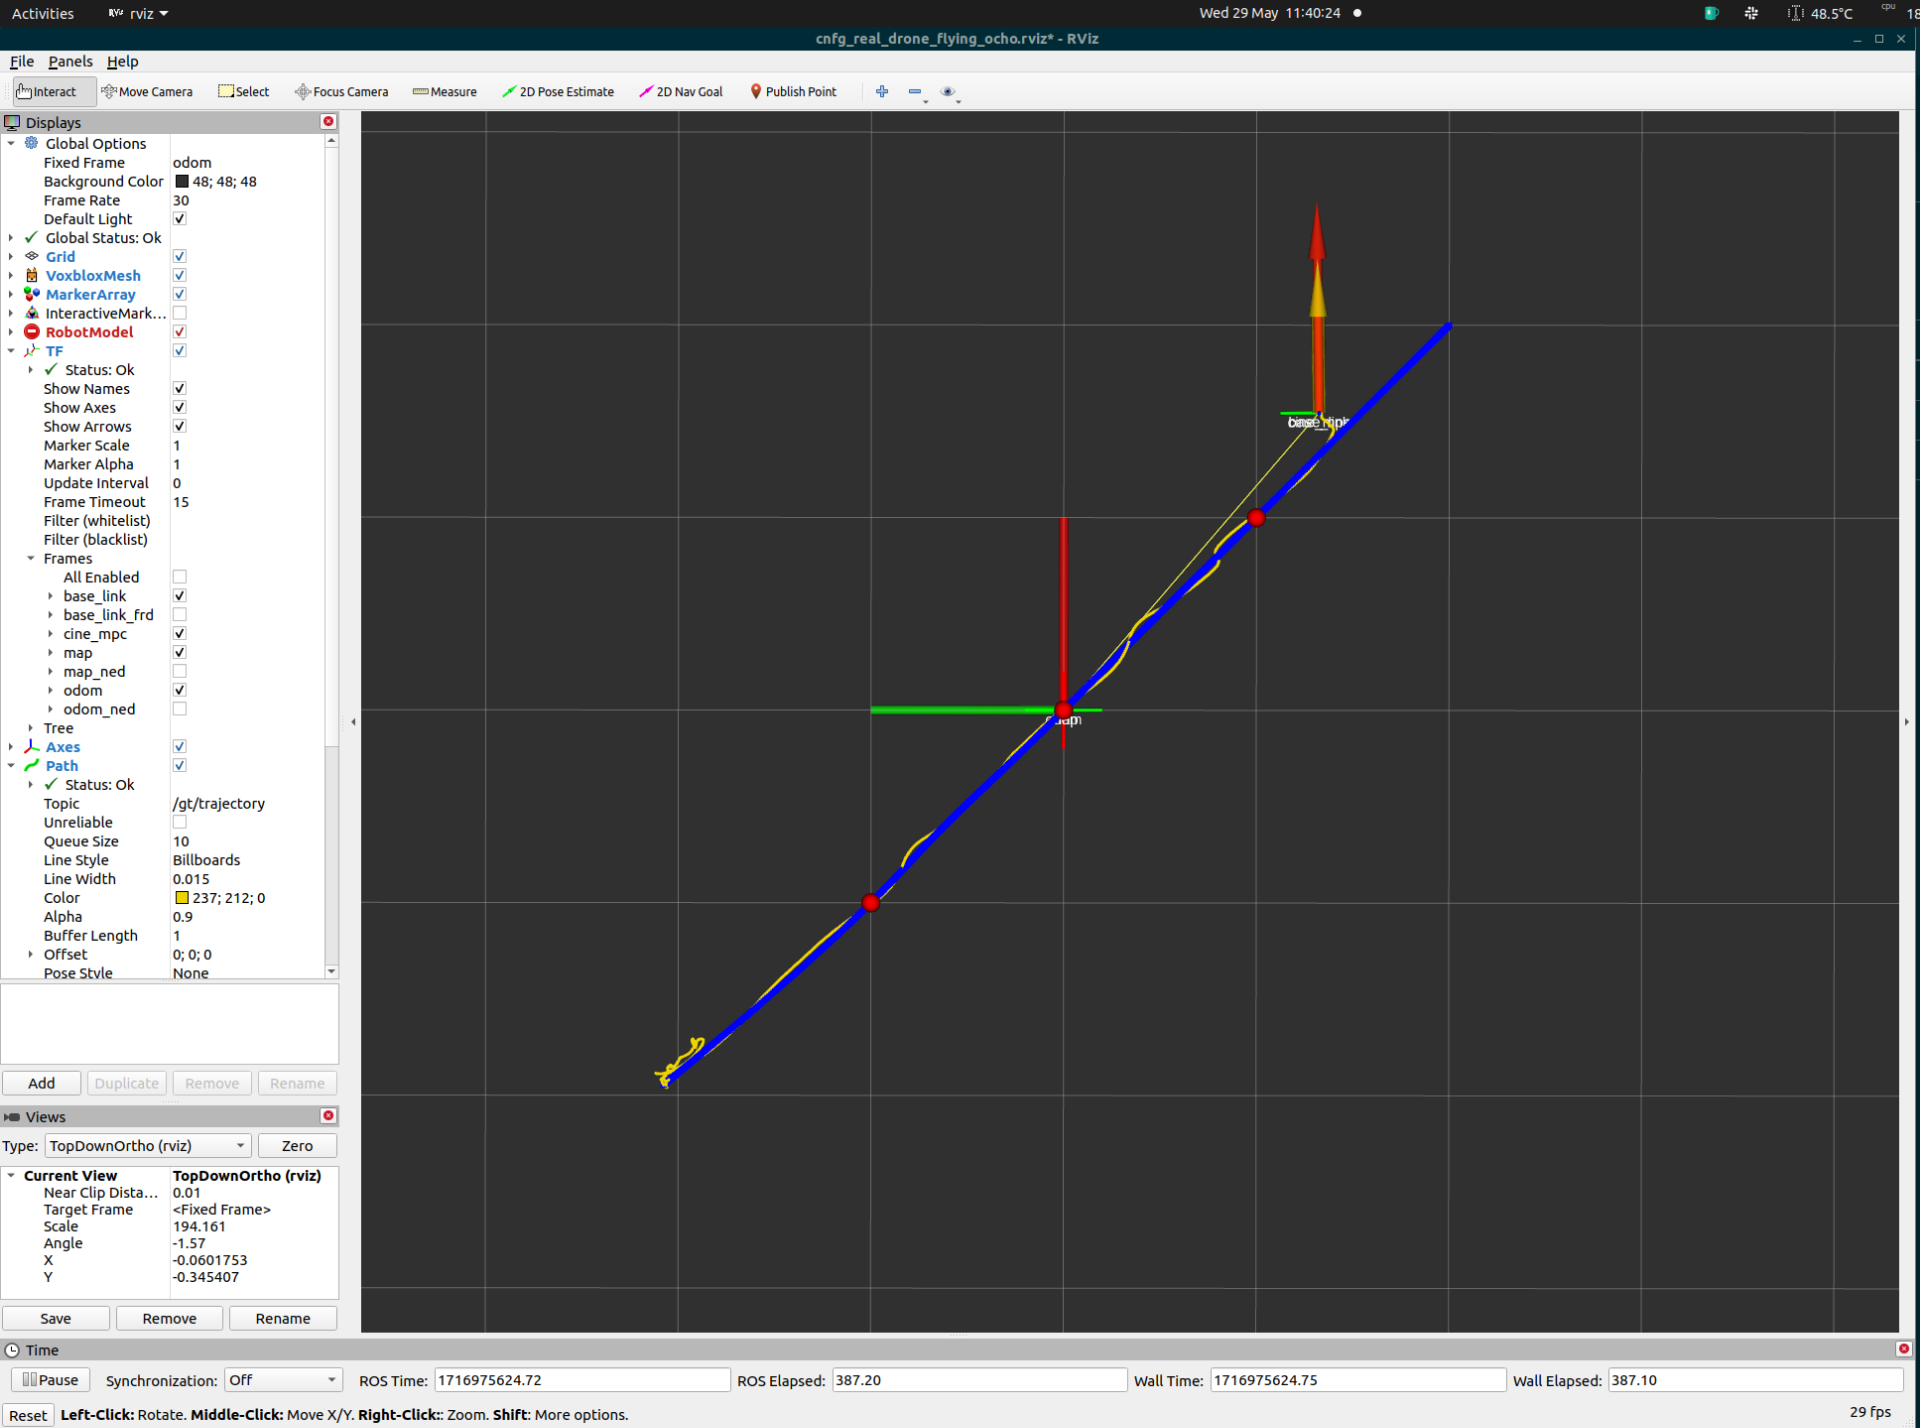 Activities rviz Wed 29 May 11:40:24 48.5°C cpu
cnfg_real_drone_flying_ocho.rviz* - RViz
File Panels Help
Interact Move Camera Select Focus Camera Measure 2D Pose Estimate 2D Nav Goal Publish Point
Displays
Global Options
Fixed Frame odom
Background Color 48; 48; 48
Frame Rate 30
Default Light
Global Status: Ok
Grid
VoxbloxMesh
MarkerArray
InteractiveMark...
RobotModel
TF
Status: Ok
Show Names
Show Axes
Show Arrows
Marker Scale 1
Marker Alpha 1
Update Interval 0
Frame Timeout 15
Filter (whitelist)
Filter (blacklist)
Frames
All Enabled
base_link
base_link_frd
cine_mpc
map
map_ned
odom
odom_ned
Tree
Axes
Path
Status: Ok
Topic /gt/trajectory
Unreliable
Queue Size 10
Line Style Billboards
Line Width 0.015
Color 237; 212; 0
Alpha 0.9
Buffer Length 1
Offset 0; 0; 0
Pose Style None
Add Duplicate Remove Rename
Views
Type: TopDownOrtho (rviz) Zero
Current View TopDownOrtho (rviz)
Near Clip Dista... 0.01
Target Frame <Fixed Frame>
Scale 194.161
Angle -1.57
X -0.0601753
Y -0.345407
Save Remove Rename
Time
Pause Synchronization: Off ROS Time: 1716975624.72 ROS Elapsed: 387.20 Wall Time: 1716975624.75 Wall Elapsed: 387.10
Reset Left-Click: Rotate. Middle-Click: Move X/Y. Right-Click:: Zoom. Shift: More options. 29 fps